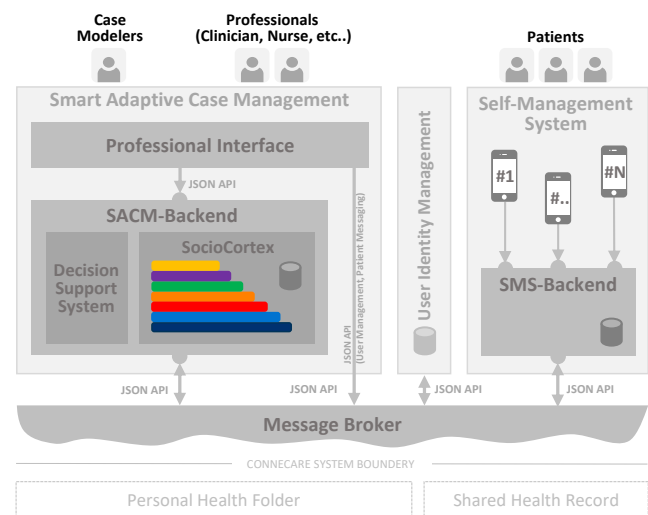 Case
Modelers
Professionals
(Clinician, Nurse, etc..)
Patients
Smart Adaptive Case Management
Professional Interface
JSON API
SACM-Backend
Decision
Support
System
SocioCortex
JSON API
(User Management, Patient Messaging)
User Identity Management
Self-Management
System
#1
#..
#N
SMS-Backend
JSON API
JSON API
JSON API
JSON API
Message Broker
CONNECARE SYSTEM BOUNDERY
Personal Health Folder
Shared Health Record